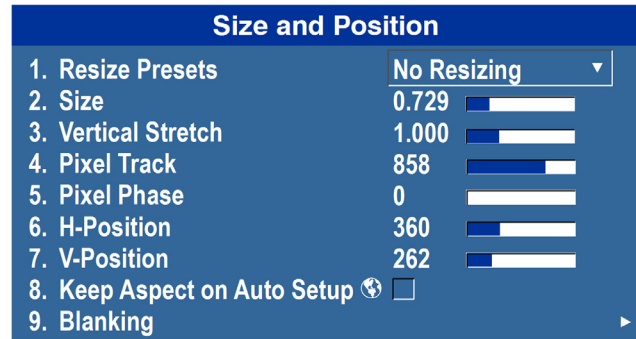 Size and Position
1. Resize Presets No Resizing
2. Size 0.729
3. Vertical Stretch 1.000
4. Pixel Track 858
5. Pixel Phase 0
6. H-Position 360
7. V-Position 262
8. Keep Aspect on Auto Setup
9. Blanking